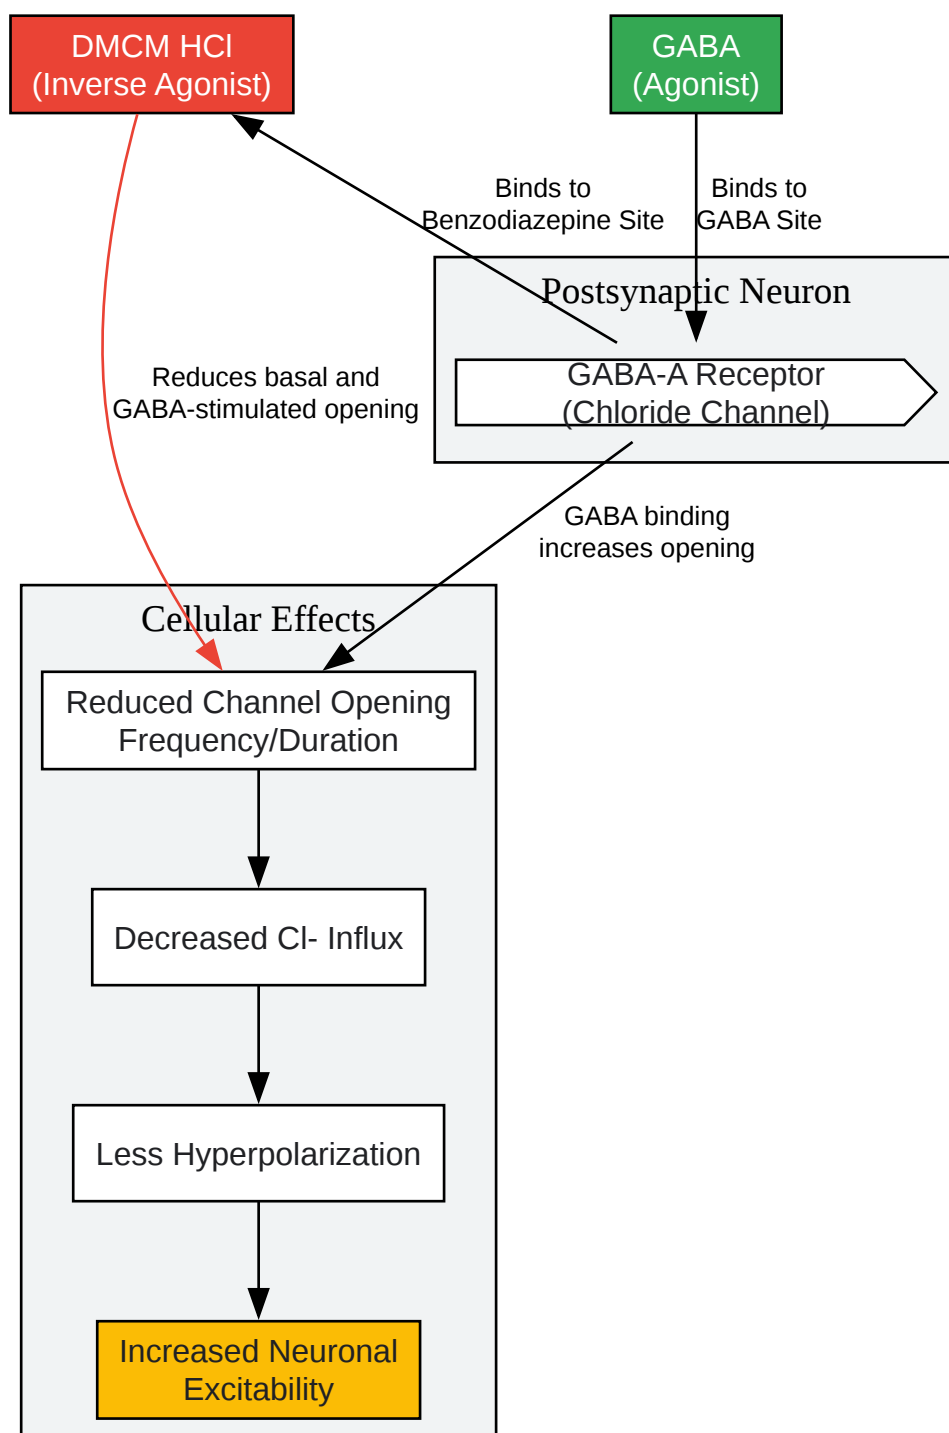 DMCM HCl
(Inverse Agonist)
GABA
(Agonist)
Binds to
Benzodiazepine Site
Binds to
GABA Site
Postsynaptic Neuron
GABA-A Receptor
(Chloride Channel)
Reduces basal and
GABA-stimulated opening
GABA binding
increases opening
Cellular Effects
Reduced Channel Opening
Frequency/Duration
Decreased Cl- Influx
Less Hyperpolarization
Increased Neuronal
Excitability